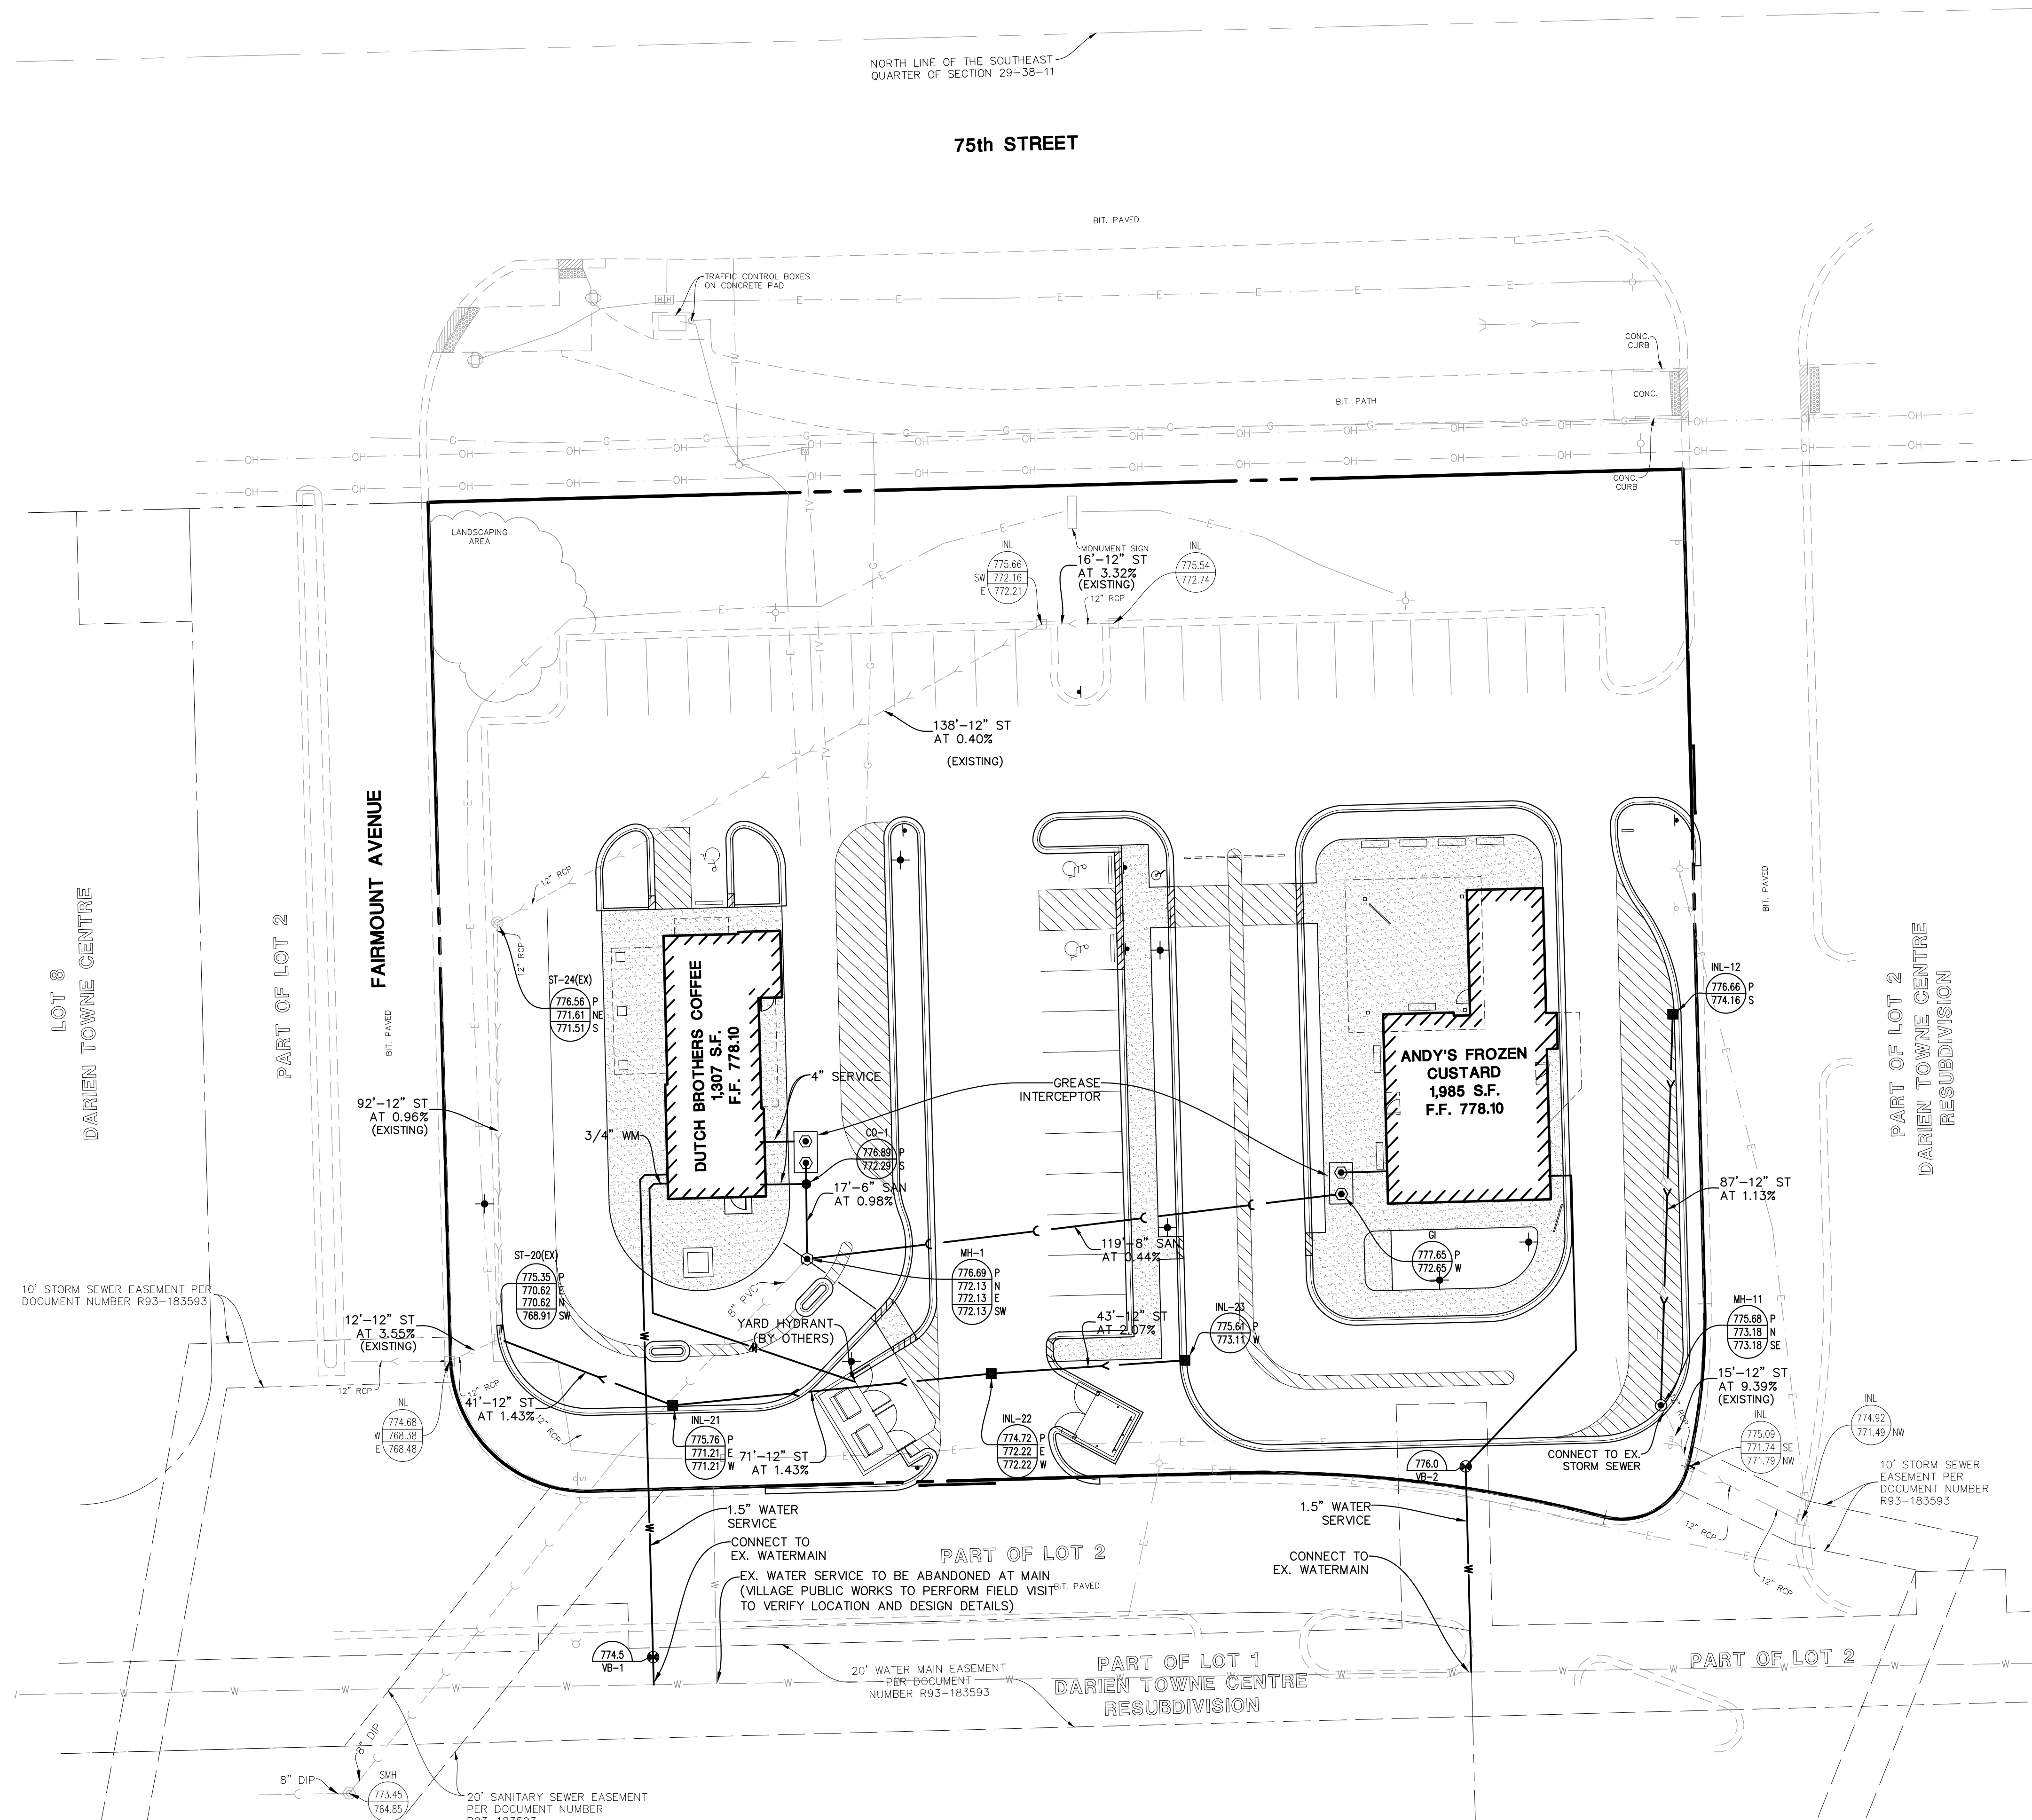 NORTH LINE OF THE SOUTHEAST
QUARTER OF SECTION 29-38-11
75th STREET
BIT. PAVED
TRAFFIC CONTROL BOXES
ON CONCRETE PAD
CONC.
CURB
CONC.
BIT. PATH
CONC.
CURB
LANDSCAPING
AREA
MONUMENT SIGN
INL
775.66
SW 772.16
E 772.21
16'-12" ST
AT 3.32%
(EXISTING)
12" RCP
INL
775.54
772.74
138'-12" ST
AT 0.40%
(EXISTING)
FAIRMOUNT AVENUE
BIT. PAVED
LOT 8
DARIEN TOWNE CENTRE
PART OF LOT 2
12" RCP
12" RCP
ST-24(EX)
776.56 P
771.61 NE
771.51 S
DUTCH BROTHERS COFFEE
1,307 S.F.
F.F. 778.10
ANDY'S FROZEN
CUSTARD
1,985 S.F.
F.F. 778.10
INL-12
776.66 P
774.16 S
BIT. PAVED
PART OF LOT 2
DARIEN TOWNE CENTRE
RESUBDIVISION
4" SERVICE
GREASE
INTERCEPTOR
92'-12" ST
AT 0.96%
(EXISTING)
3/4" WM
CO-1
776.89 P
772.29 S
17'-6" SAN
AT 0.98%
87'-12" ST
AT 1.13%
119'-8" SAN
AT 0.44%
GI
777.65 P
772.65 W
ST-20(EX)
775.35 P
770.62 E
770.62 N
768.91 SW
MH-1
776.69 P
772.13 N
772.13 E
772.13 SW
8" PVC
10' STORM SEWER EASEMENT PER
DOCUMENT NUMBER R93-183593
12'-12" ST
AT 3.55%
(EXISTING)
YARD HYDRANT
(BY OTHERS)
43'-12" ST
AT 2.07%
INL-23
775.61 P
773.11 W
MH-11
775.68 P
773.18 N
773.18 SE
15'-12" ST
AT 9.39%
(EXISTING)
12" RCP
12" RCP
12" RCP
12" RCP
41'-12" ST
AT 1.43%
INL
774.68
W 768.38
E 768.48
INL-21
775.76 P
771.21 E
771.21 W
71'-12" ST
AT 1.43%
INL-22
774.72 P
772.22 E
772.22 W
776.0
VB-2
CONNECT TO EX.
STORM SEWER
INL
775.09
771.74 SE
771.79 NW
INL
774.92
771.49 NW
10' STORM SEWER
EASEMENT PER
DOCUMENT NUMBER
R93-183593
12" RCP
12" RCP
1.5" WATER
SERVICE
CONNECT TO
EX. WATERMAIN
EX. WATER SERVICE TO BE ABANDONED AT MAIN
(VILLAGE PUBLIC WORKS TO PERFORM FIELD VISIT
TO VERIFY LOCATION AND DESIGN DETAILS)
PART OF LOT 2
BIT. PAVED
1.5" WATER
SERVICE
CONNECT TO
EX. WATERMAIN
774.5
VB-1
20' WATER MAIN EASEMENT
PER DOCUMENT
NUMBER R93-183593
PART OF LOT 1
DARIEN TOWNE CENTRE
RESUBDIVISION
PART OF LOT 2
8" DIP
8" DIP
SMH
773.45
764.85
20' SANITARY SEWER EASEMENT
PER DOCUMENT NUMBER
R93-183593